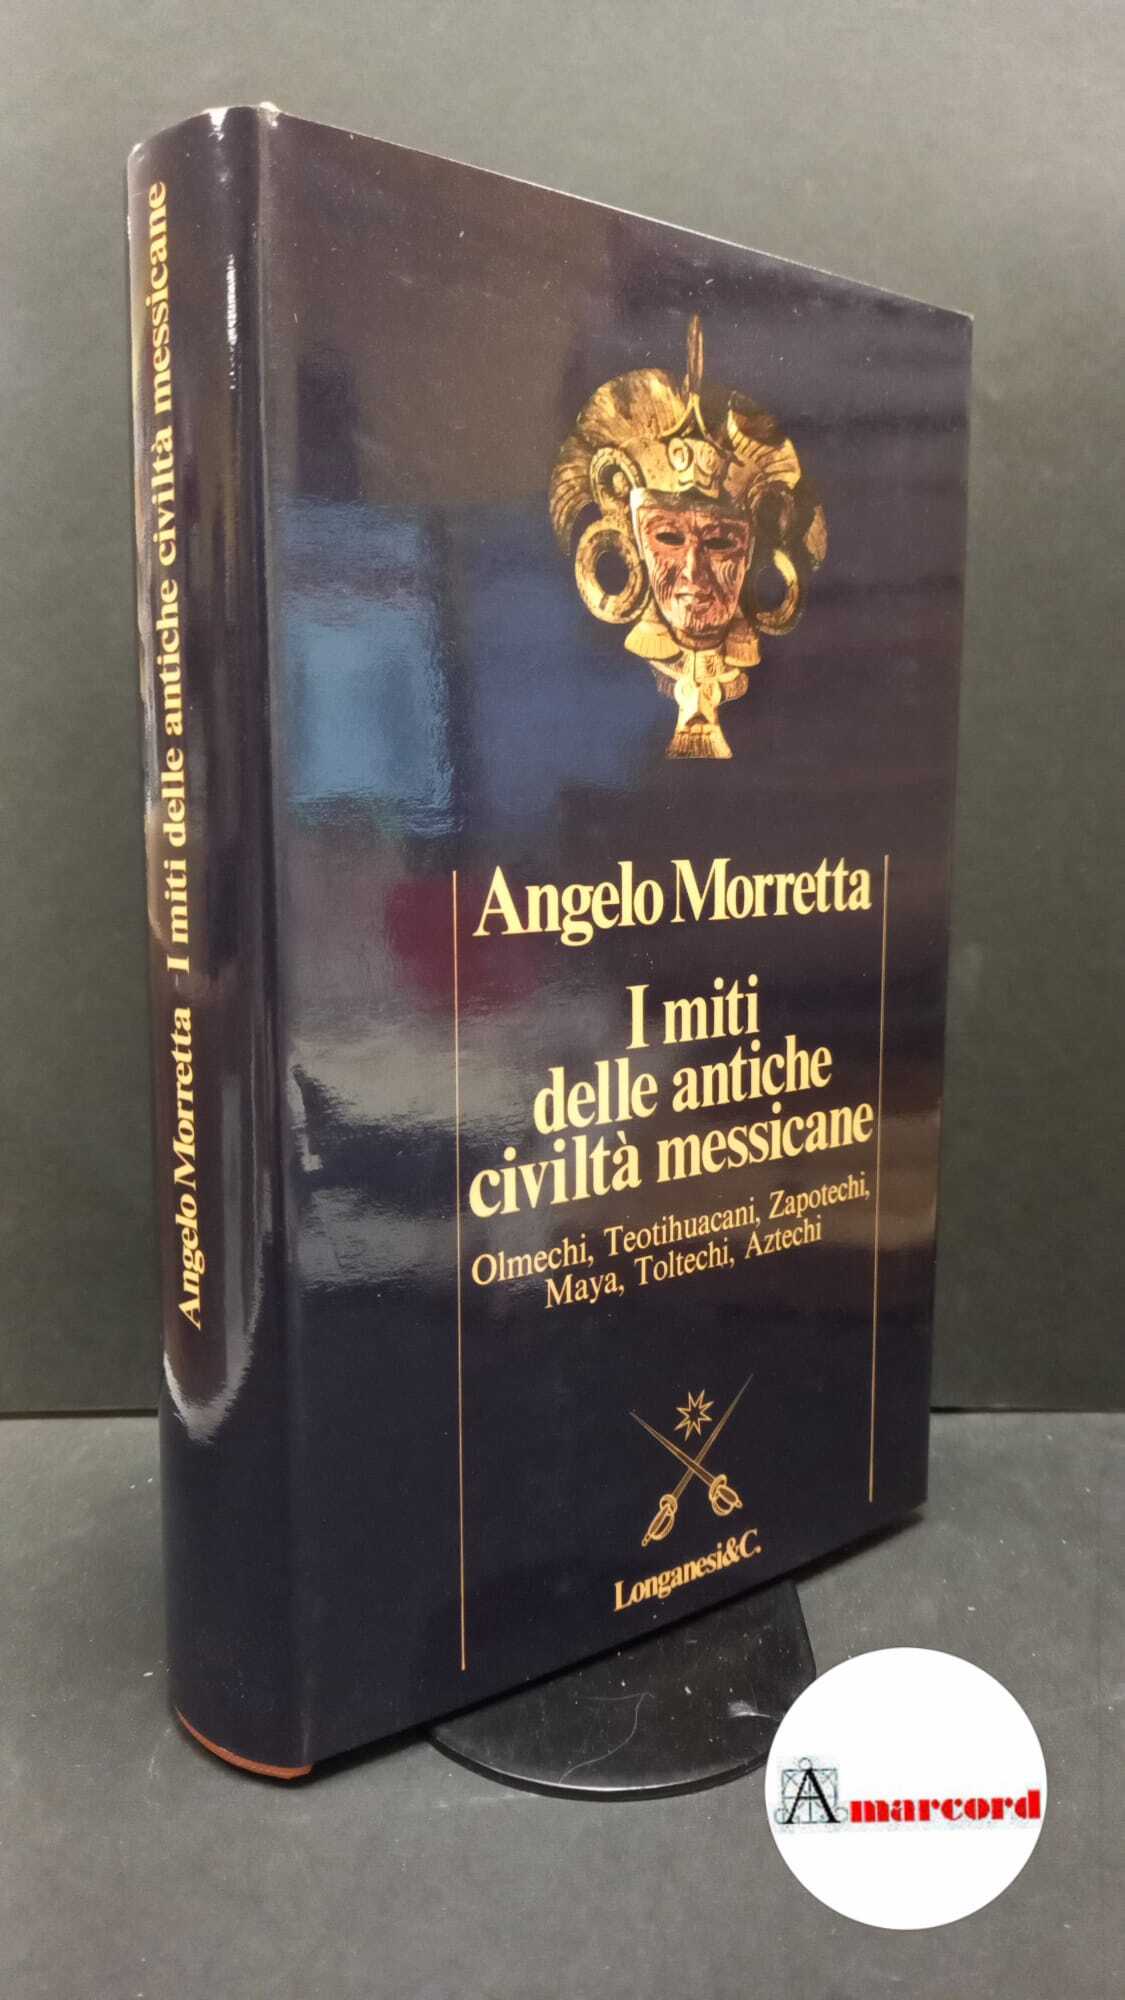 Angelo Morretta I miti delle antiche civiltà messicane
Angelo Morretta
I miti
delle antiche
civiltà messicane
Olmechi, Teotihuacani, Zapotechi,
Maya, Toltechi, Aztechi
Longanesi&C.
Amarcord